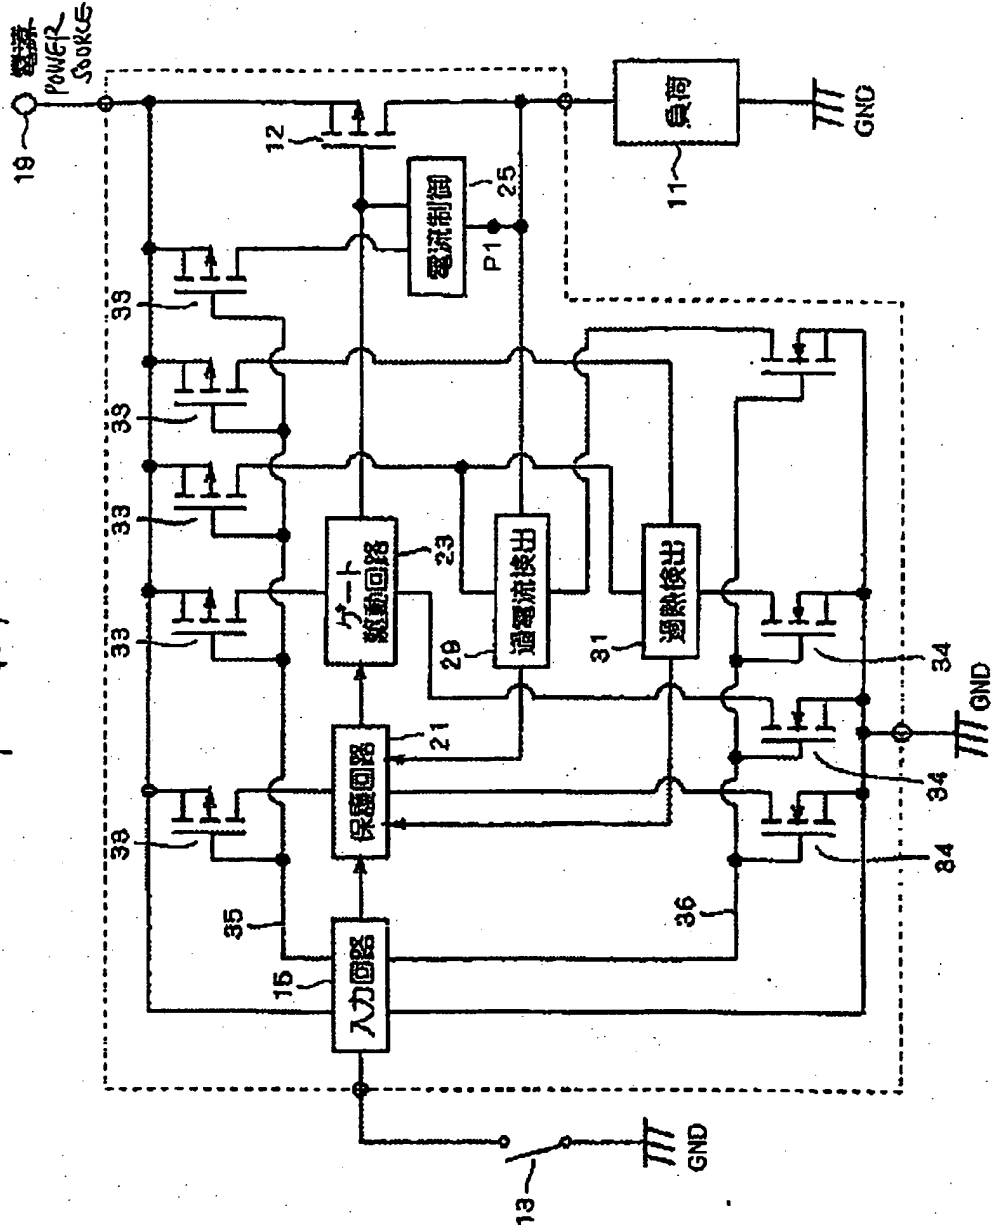 19
電源
POWER
SOURCE
12
33
33
33
33
33
電流制御
25
P1
負荷
11
GND
ゲート
駆動回路
23
過電流検出
29
過熱検出
31
保護回路
21
34
34
34
GND
35
36
入力回路
15
13
GND